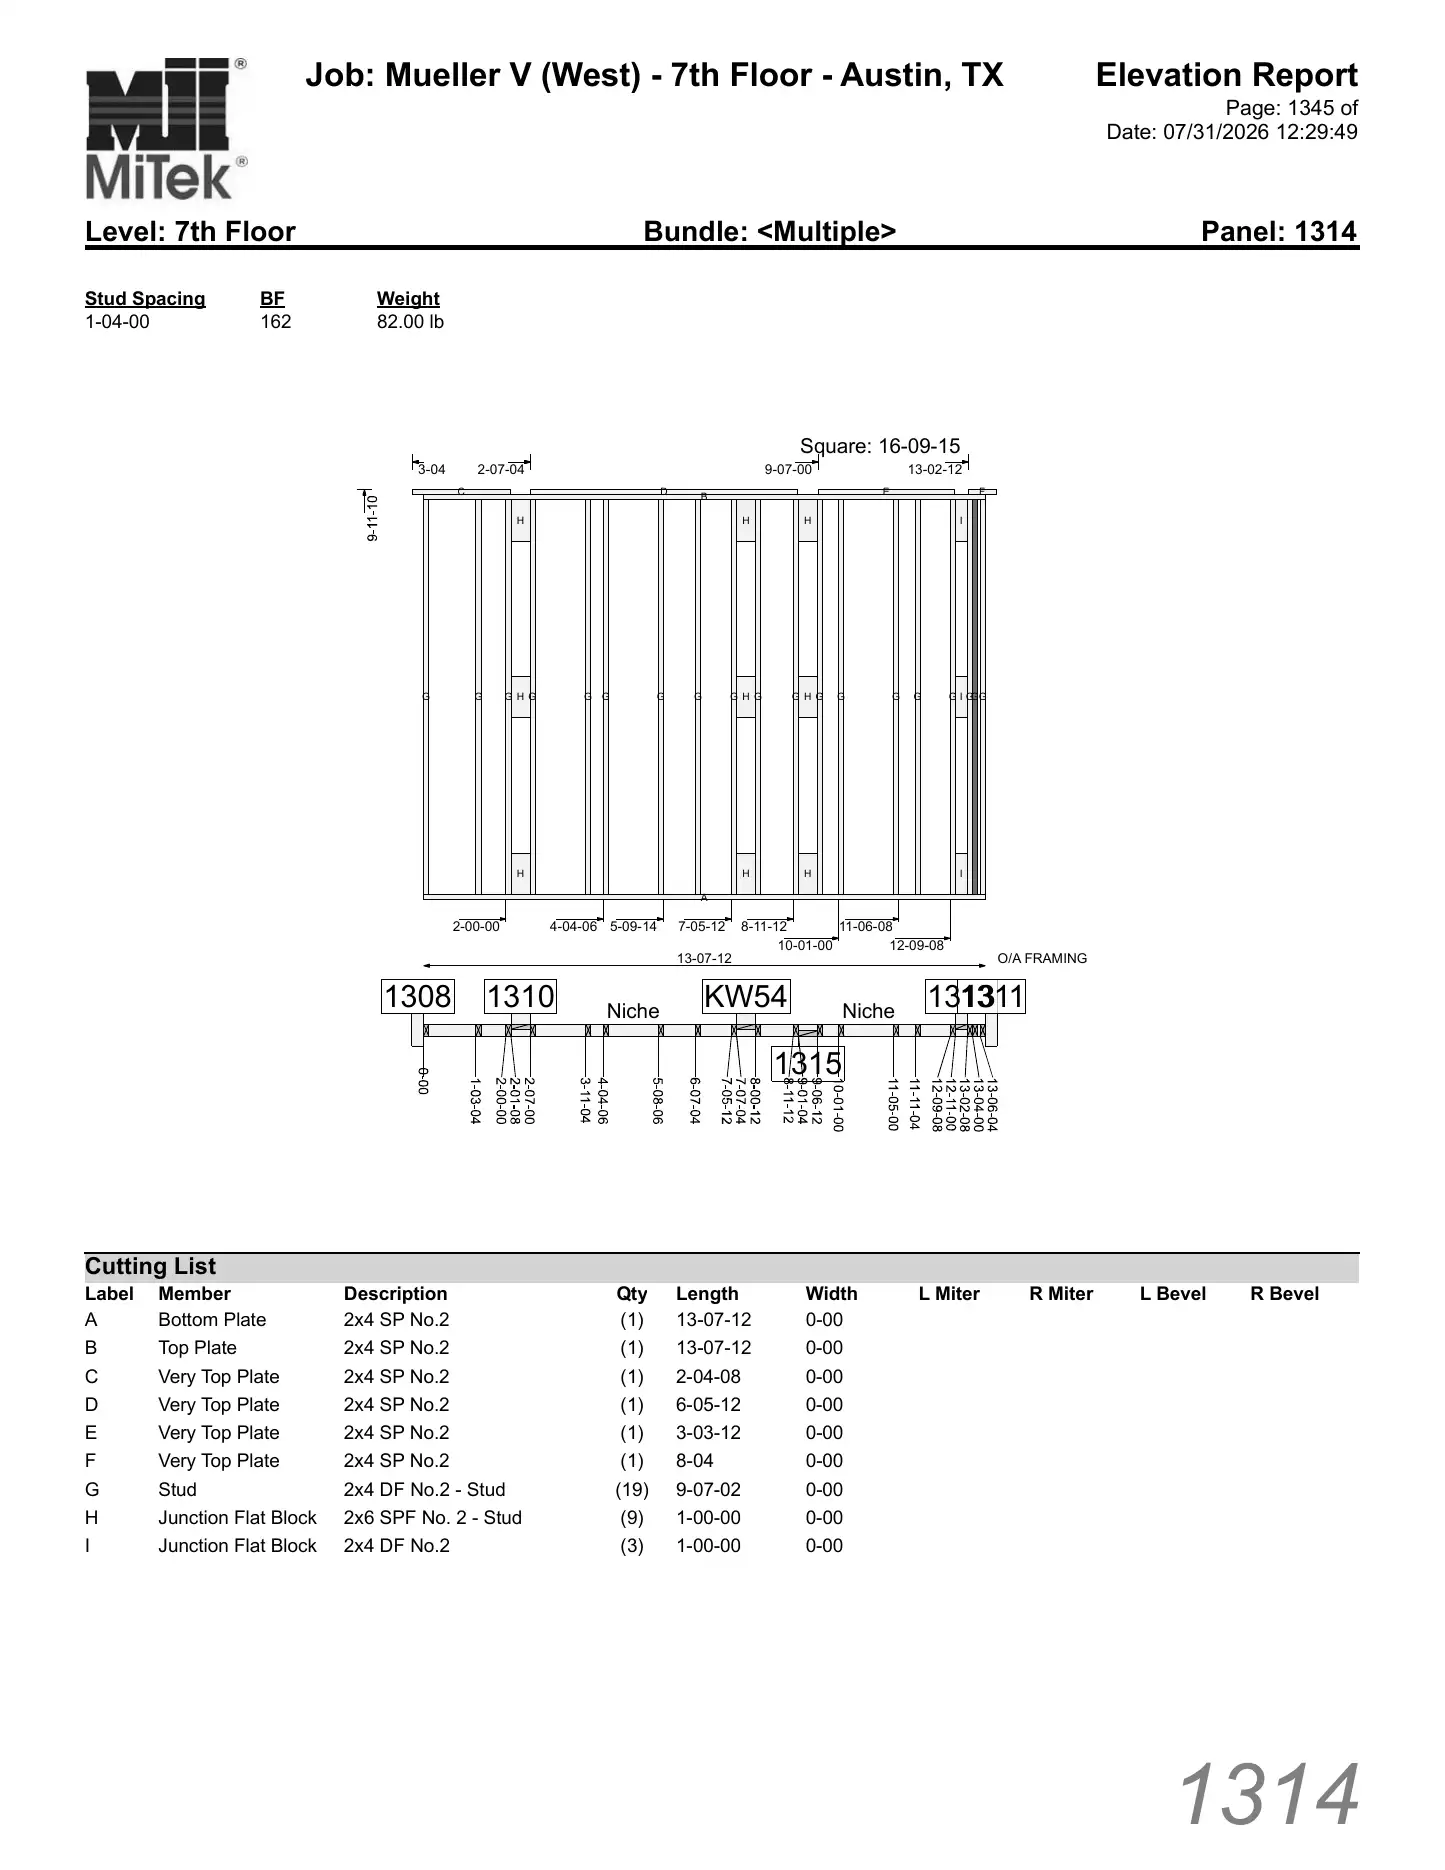 Job: Mueller V (West) - 7th Floor - Austin, TX
Elevation Report
Page: 1345 of
Date: 07/31/2026 12:29:49
MiTek®
Level: 7th Floor
Bundle: <Multiple>
Panel: 1314
Stud Spacing BF Weight
1-04-00 162 82.00 lb
Square: 16-09-15
3-04 2-07-04 9-07-00 13-02-12
C D B E F
9-11-10
H H H I
G G G H G G G G G G H G G H G G G G G I G G G
H H H I
A
2-00-00 4-04-06 5-09-14 7-05-12 8-11-12 11-06-08
10-01-00 12-09-08
13-07-12 O/A FRAMING
1308 1310 KW54 1311
Niche Niche
1315
0-00 1-03-04 2-00-00 2-01-08 2-07-00 3-11-04 4-04-06 5-08-06 6-07-04 7-05-12 7-07-04 8-00-12 8-11-12 9-01-04 9-06-12 10-01-00 11-05-00 11-11-04 12-09-08 12-11-00 13-02-08 13-04-00 13-06-04
Cutting List
Label Member Description Qty Length Width L Miter R Miter L Bevel R Bevel
A Bottom Plate 2x4 SP No.2 (1) 13-07-12 0-00
B Top Plate 2x4 SP No.2 (1) 13-07-12 0-00
C Very Top Plate 2x4 SP No.2 (1) 2-04-08 0-00
D Very Top Plate 2x4 SP No.2 (1) 6-05-12 0-00
E Very Top Plate 2x4 SP No.2 (1) 3-03-12 0-00
F Very Top Plate 2x4 SP No.2 (1) 8-04 0-00
G Stud 2x4 DF No.2 - Stud (19) 9-07-02 0-00
H Junction Flat Block 2x6 SPF No. 2 - Stud (9) 1-00-00 0-00
I Junction Flat Block 2x4 DF No.2 (3) 1-00-00 0-00
1314